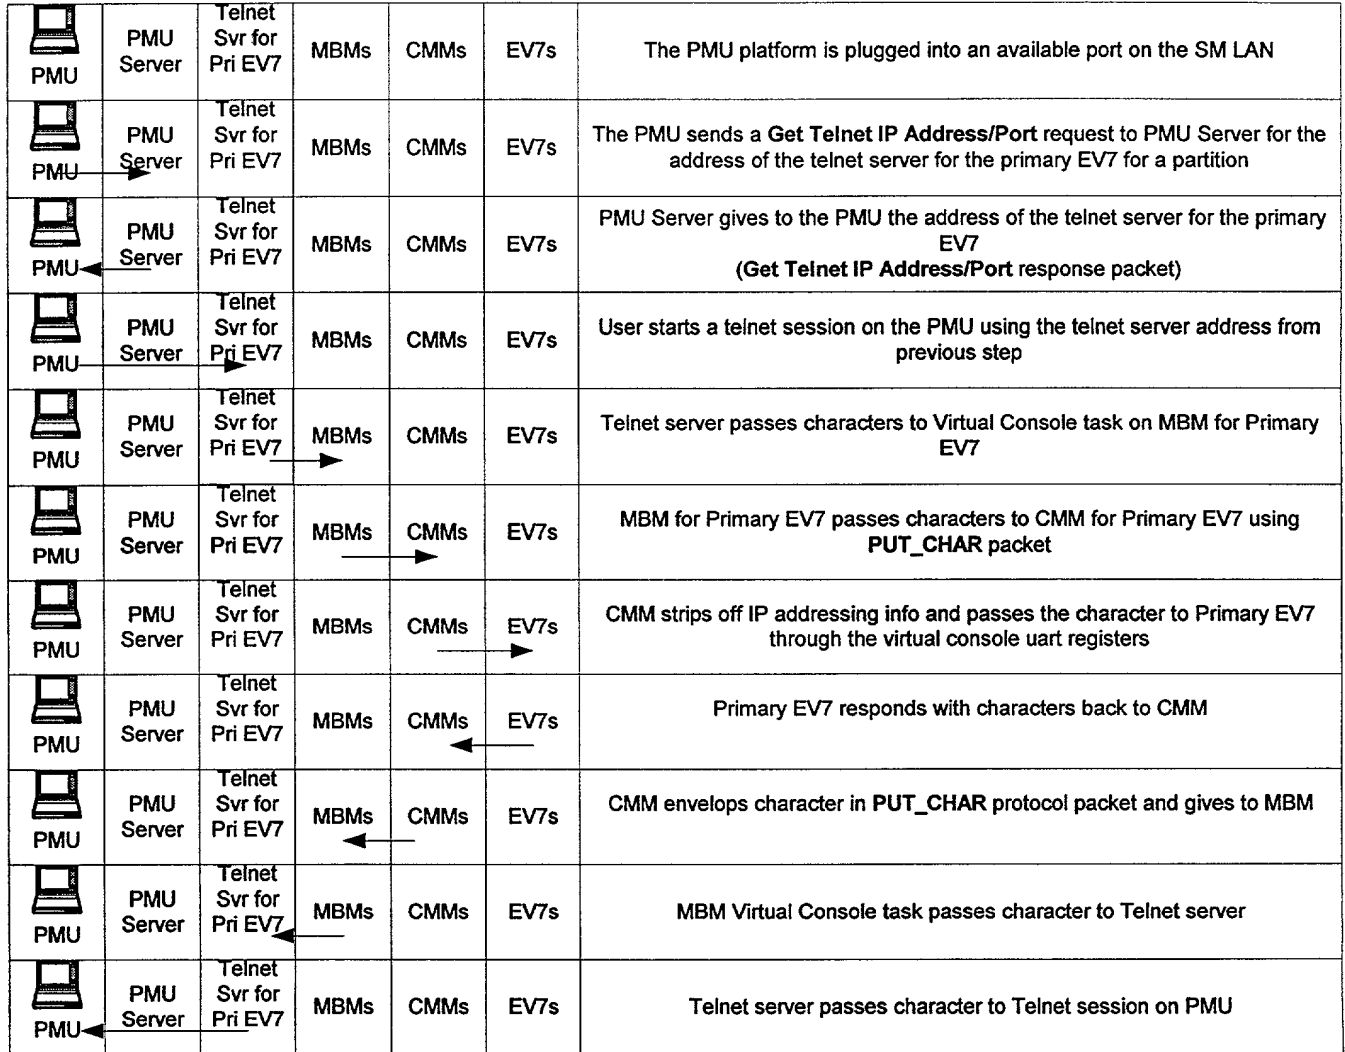 PMU
PMU
Server
Telnet
Svr for
Pri EV7
MBMs
CMMs
EV7s
The PMU platform is plugged into an available port on the SM LAN
PMU
PMU
Server
Telnet
Svr for
Pri EV7
MBMs
CMMs
EV7s
The PMU sends a Get Telnet IP Address/Port request to PMU Server for the
address of the telnet server for the primary EV7 for a partition
PMU
PMU
Server
Telnet
Svr for
Pri EV7
MBMs
CMMs
EV7s
PMU Server gives to the PMU the address of the telnet server for the primary
EV7
(Get Telnet IP Address/Port response packet)
PMU
PMU
Server
Telnet
Svr for
Pri EV7
MBMs
CMMs
EV7s
User starts a telnet session on the PMU using the telnet server address from
previous step
PMU
PMU
Server
Telnet
Svr for
Pri EV7
MBMs
CMMs
EV7s
Telnet server passes characters to Virtual Console task on MBM for Primary
EV7
PMU
PMU
Server
Telnet
Svr for
Pri EV7
MBMs
CMMs
EV7s
MBM for Primary EV7 passes characters to CMM for Primary EV7 using
PUT_CHAR packet
PMU
PMU
Server
Telnet
Svr for
Pri EV7
MBMs
CMMs
EV7s
CMM strips off IP addressing info and passes the character to Primary EV7
through the virtual console uart registers
PMU
PMU
Server
Telnet
Svr for
Pri EV7
MBMs
CMMs
EV7s
Primary EV7 responds with characters back to CMM
PMU
PMU
Server
Telnet
Svr for
Pri EV7
MBMs
CMMs
EV7s
CMM envelops character in PUT_CHAR protocol packet and gives to MBM
PMU
PMU
Server
Telnet
Svr for
Pri EV7
MBMs
CMMs
EV7s
MBM Virtual Console task passes character to Telnet server
PMU
PMU
Server
Telnet
Svr for
Pri EV7
MBMs
CMMs
EV7s
Telnet server passes character to Telnet session on PMU